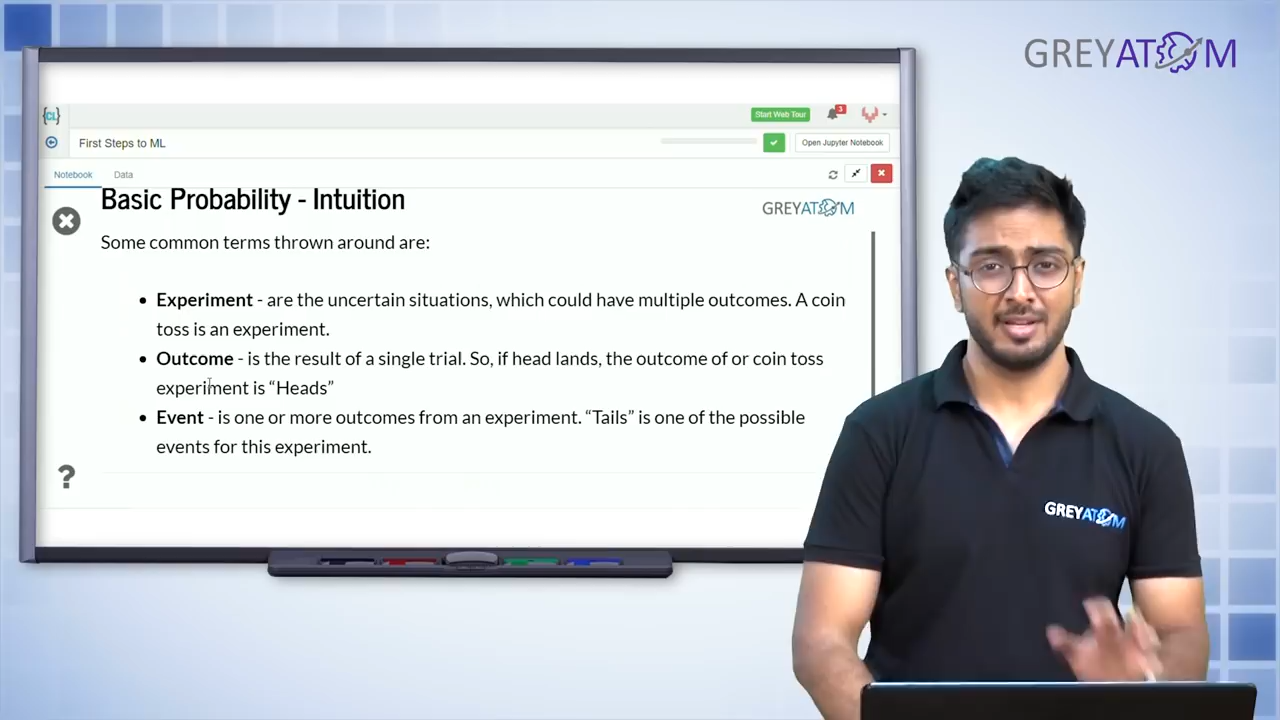 GREYATOM
{CL}
Start Web Tour
3
First Steps to ML
Open Jupyter Notebook
Notebook
Data
Basic Probability - Intuition
GREYATOM
Some common terms thrown around are:
• Experiment - are the uncertain situations, which could have multiple outcomes. A coin
toss is an experiment.
• Outcome - is the result of a single trial. So, if head lands, the outcome of or coin toss
experiment is “Heads”
• Event - is one or more outcomes from an experiment. “Tails” is one of the possible
events for this experiment.
?
GREYATOM